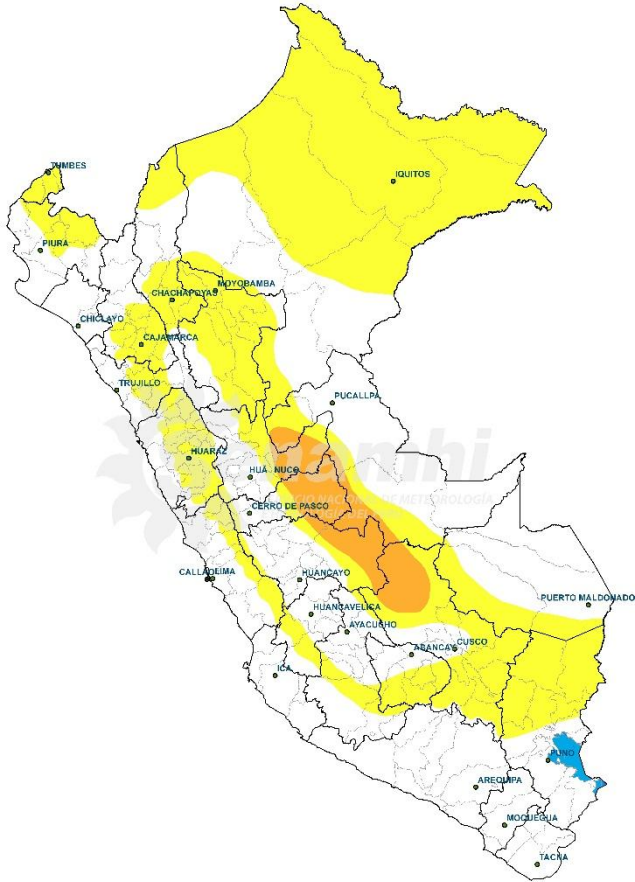 TUMBES
IQUITOS
PIURA
MOYOBAMBA
CHACHAPOYAS
CHICLAYO
CAJAMARCA
TRUJILLO
PUCALLPA
HUARAZ
HUÁNUCO
senamhi
CERRO DE PASCO
CALLAO
LIMA
HUANCAYO
PUERTO MALDONADO
HUANCAVELICA
AYACUCHO
CUSCO
ABANCAY
ICA
PUNO
AREQUIPA
MOQUEGUA
TACNA